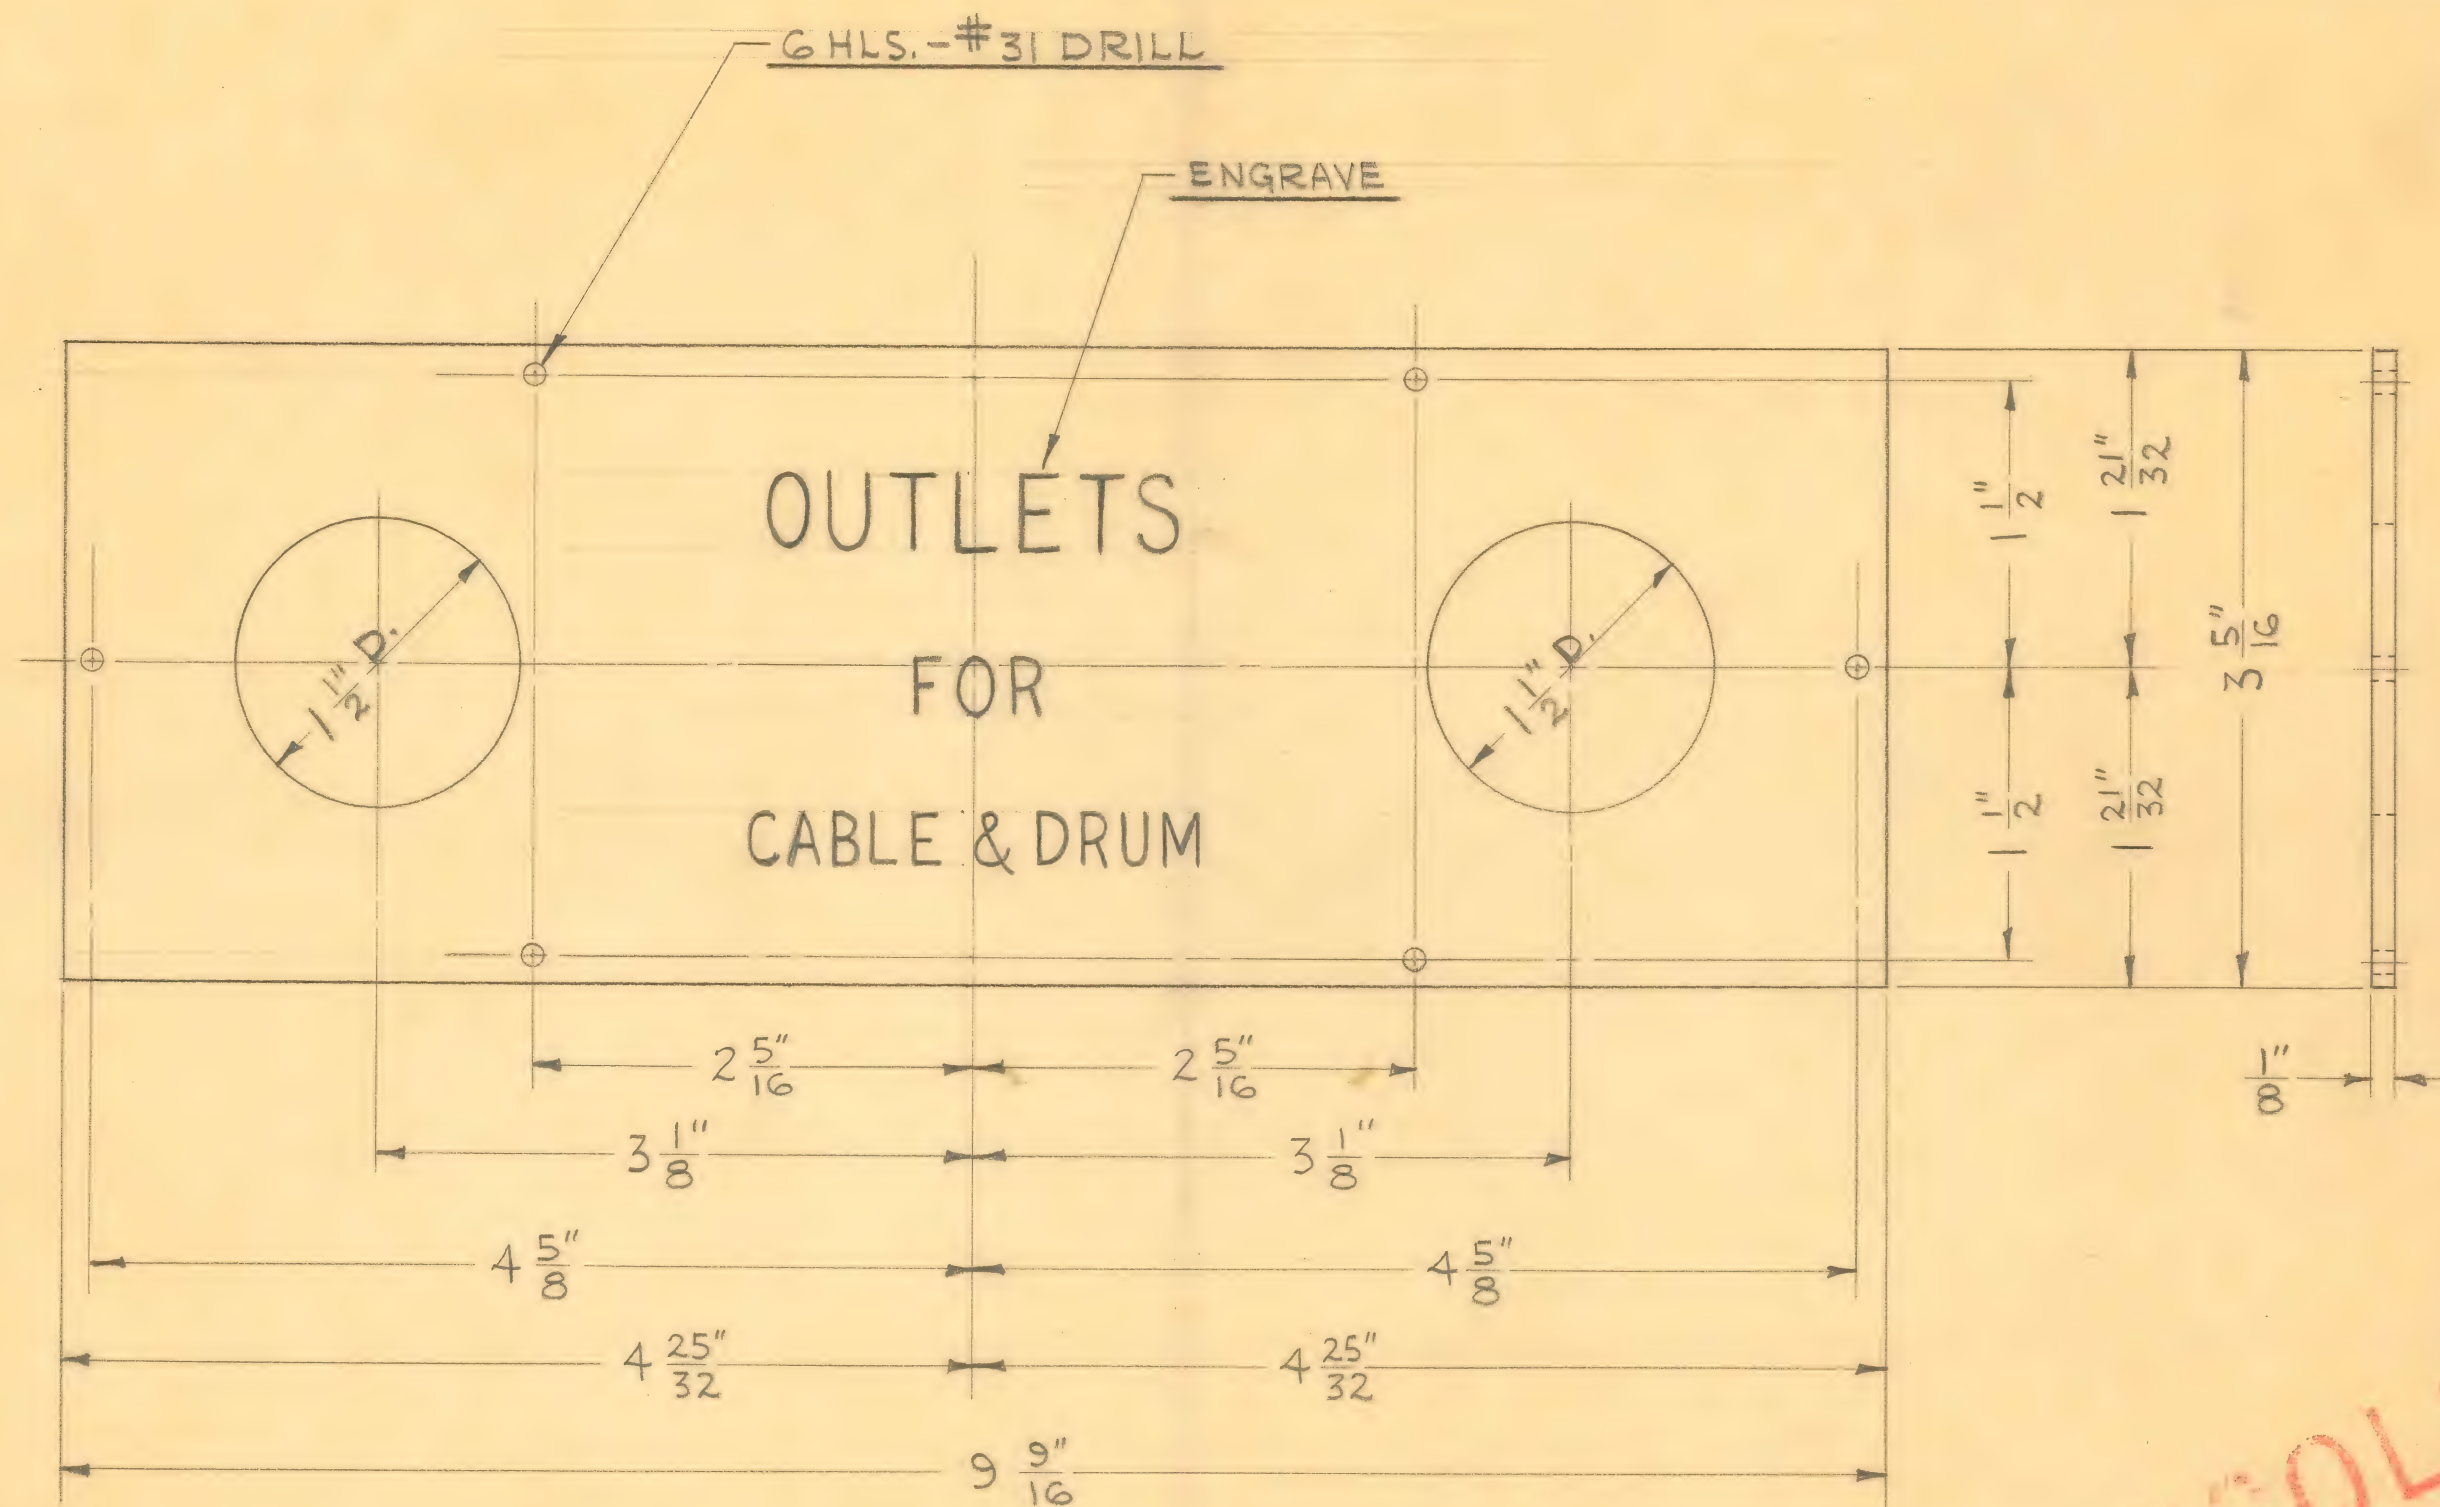 6 HLS. - #31 DRILL
ENGRAVE
OUTLETS
FOR
CABLE & DRUM
1 1/2" D.
1 1/2" D.
1 1/2"
1 21/32"
3 5/16"
1 1/2"
1 21/32"
1/8"
2 5/16"
2 5/16"
3 1/8"
3 1/8"
4 5/8"
4 5/8"
4 25/32"
4 25/32"
9 9/16"